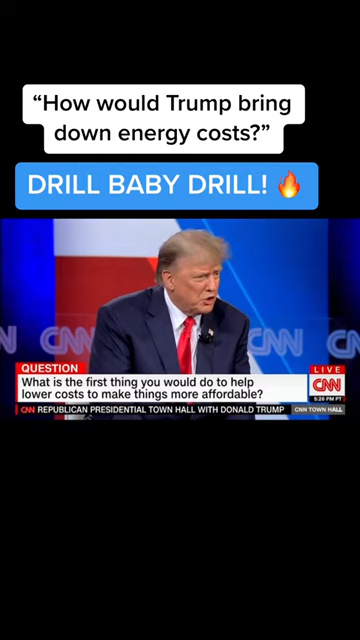 “How would Trump bring
down energy costs?”
DRILL BABY DRILL! 🔥
N CNN CNN CN
QUESTION
What is the first thing you would do to help
lower costs to make things more affordable?
LIVE
CNN
5:26 PM PT
CNN REPUBLICAN PRESIDENTIAL TOWN HALL WITH DONALD TRUMP
CNN TOWN HALL